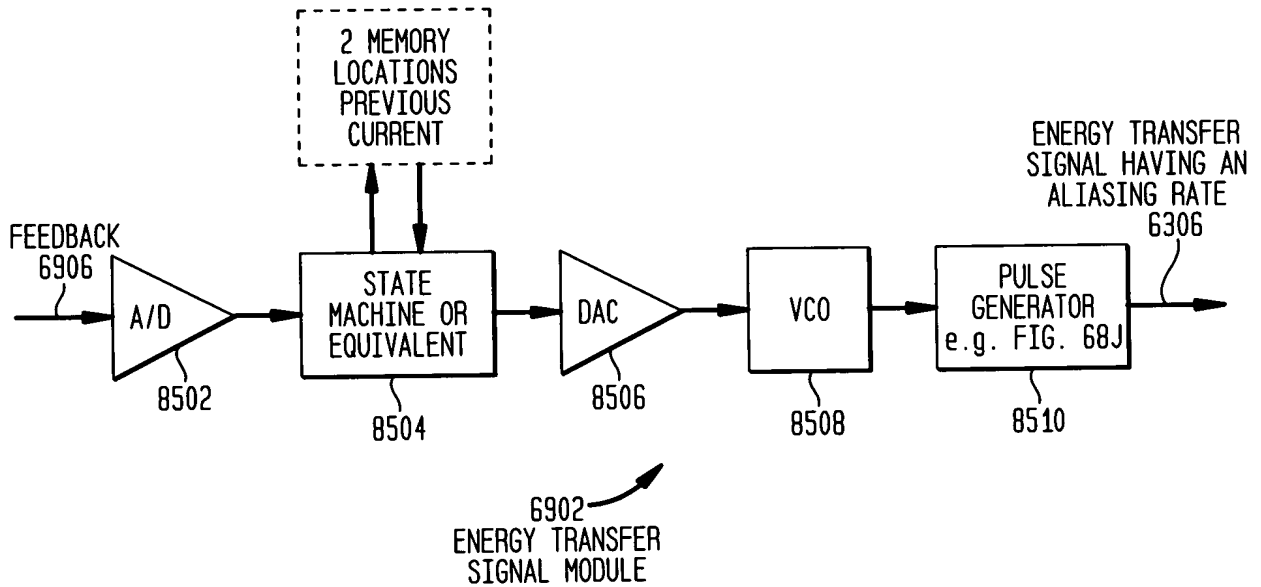 2 MEMORY
LOCATIONS
PREVIOUS
CURRENT
ENERGY TRANSFER
SIGNAL HAVING AN
ALIASING RATE
6306
FEEDBACK
6906
A/D
8502
STATE
MACHINE OR
EQUIVALENT
8504
DAC
8506
VCO
8508
PULSE
GENERATOR
e.g. FIG. 68J
8510
6902
ENERGY TRANSFER
SIGNAL MODULE